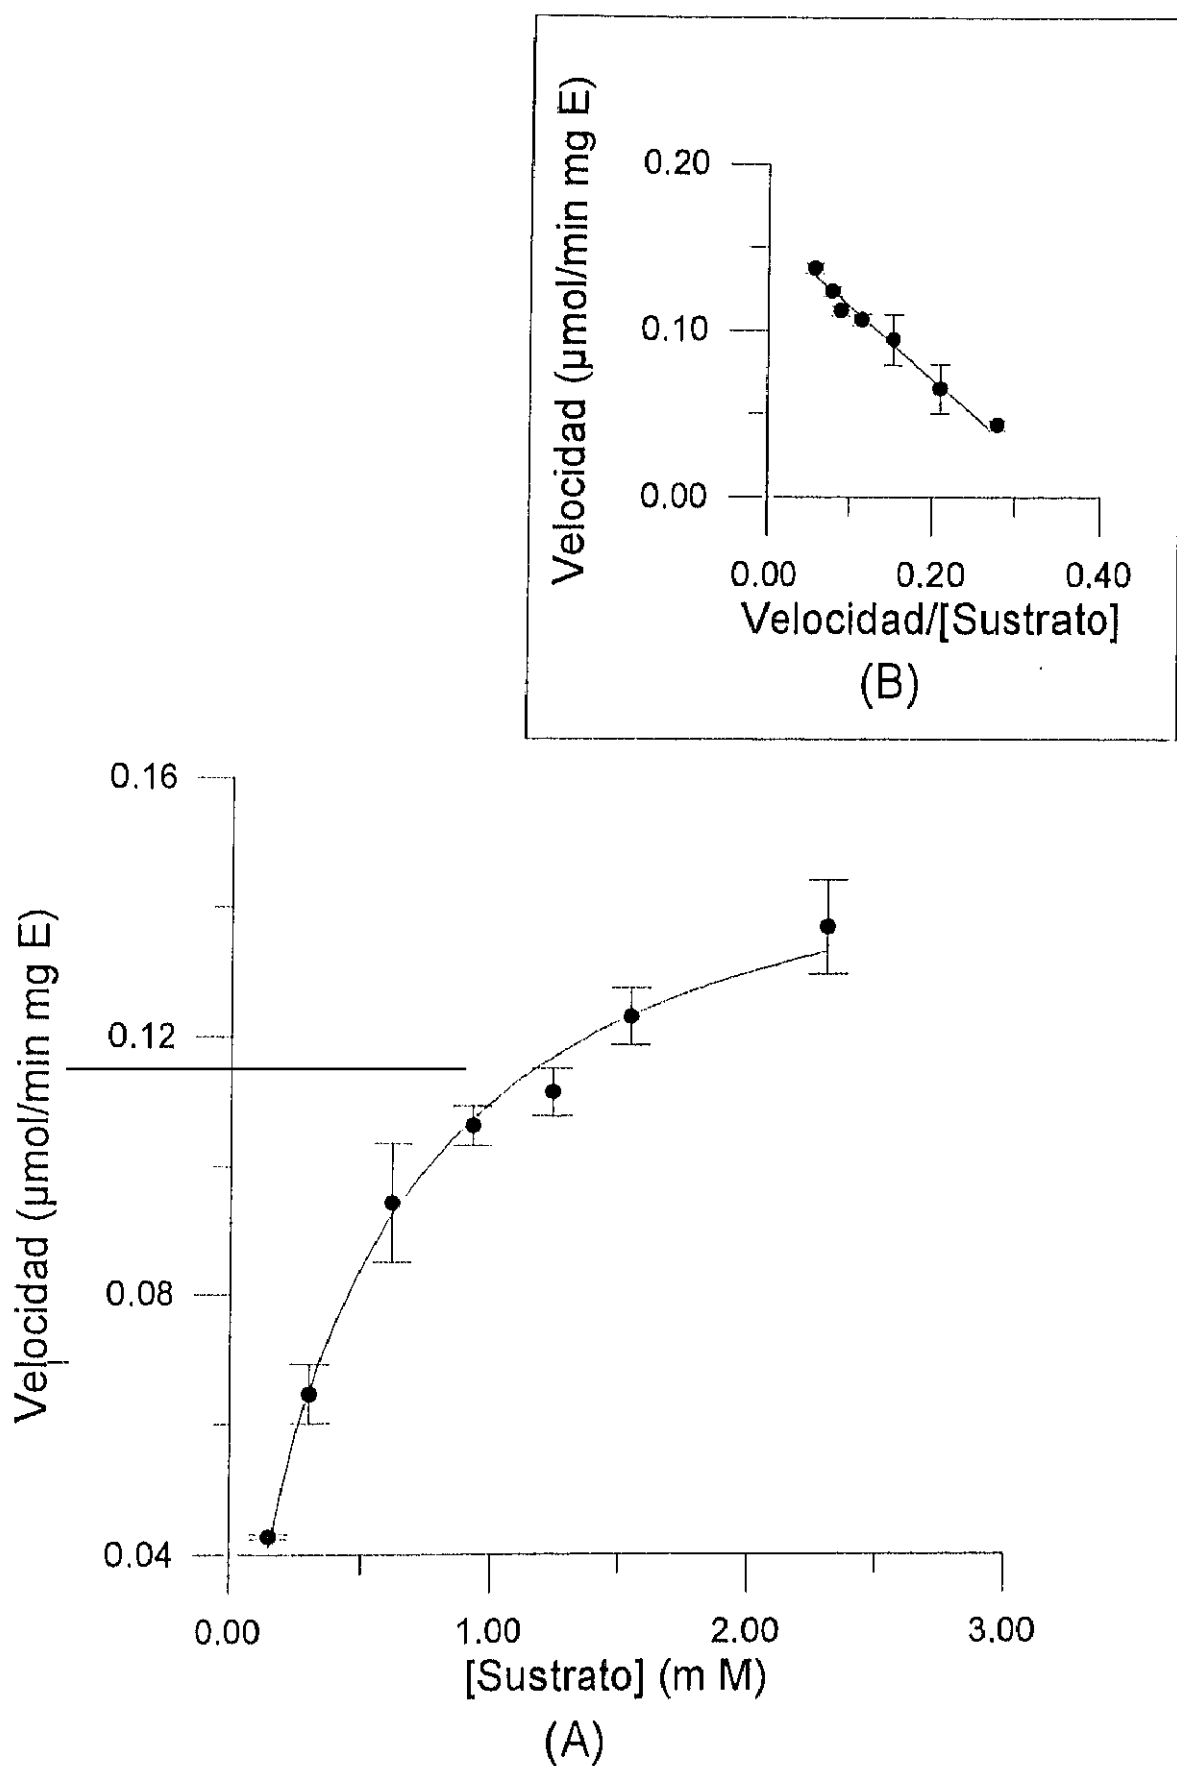 Velocidad (µmol/min mg E)
0.20
0.10
0.00
0.00 0.20 0.40
Velocidad/[Sustrato]
(B)
Velocidad (µmol/min mg E)
0.16
0.12
0.08
0.04
0.00 1.00 2.00 3.00
[Sustrato] (m M)
(A)